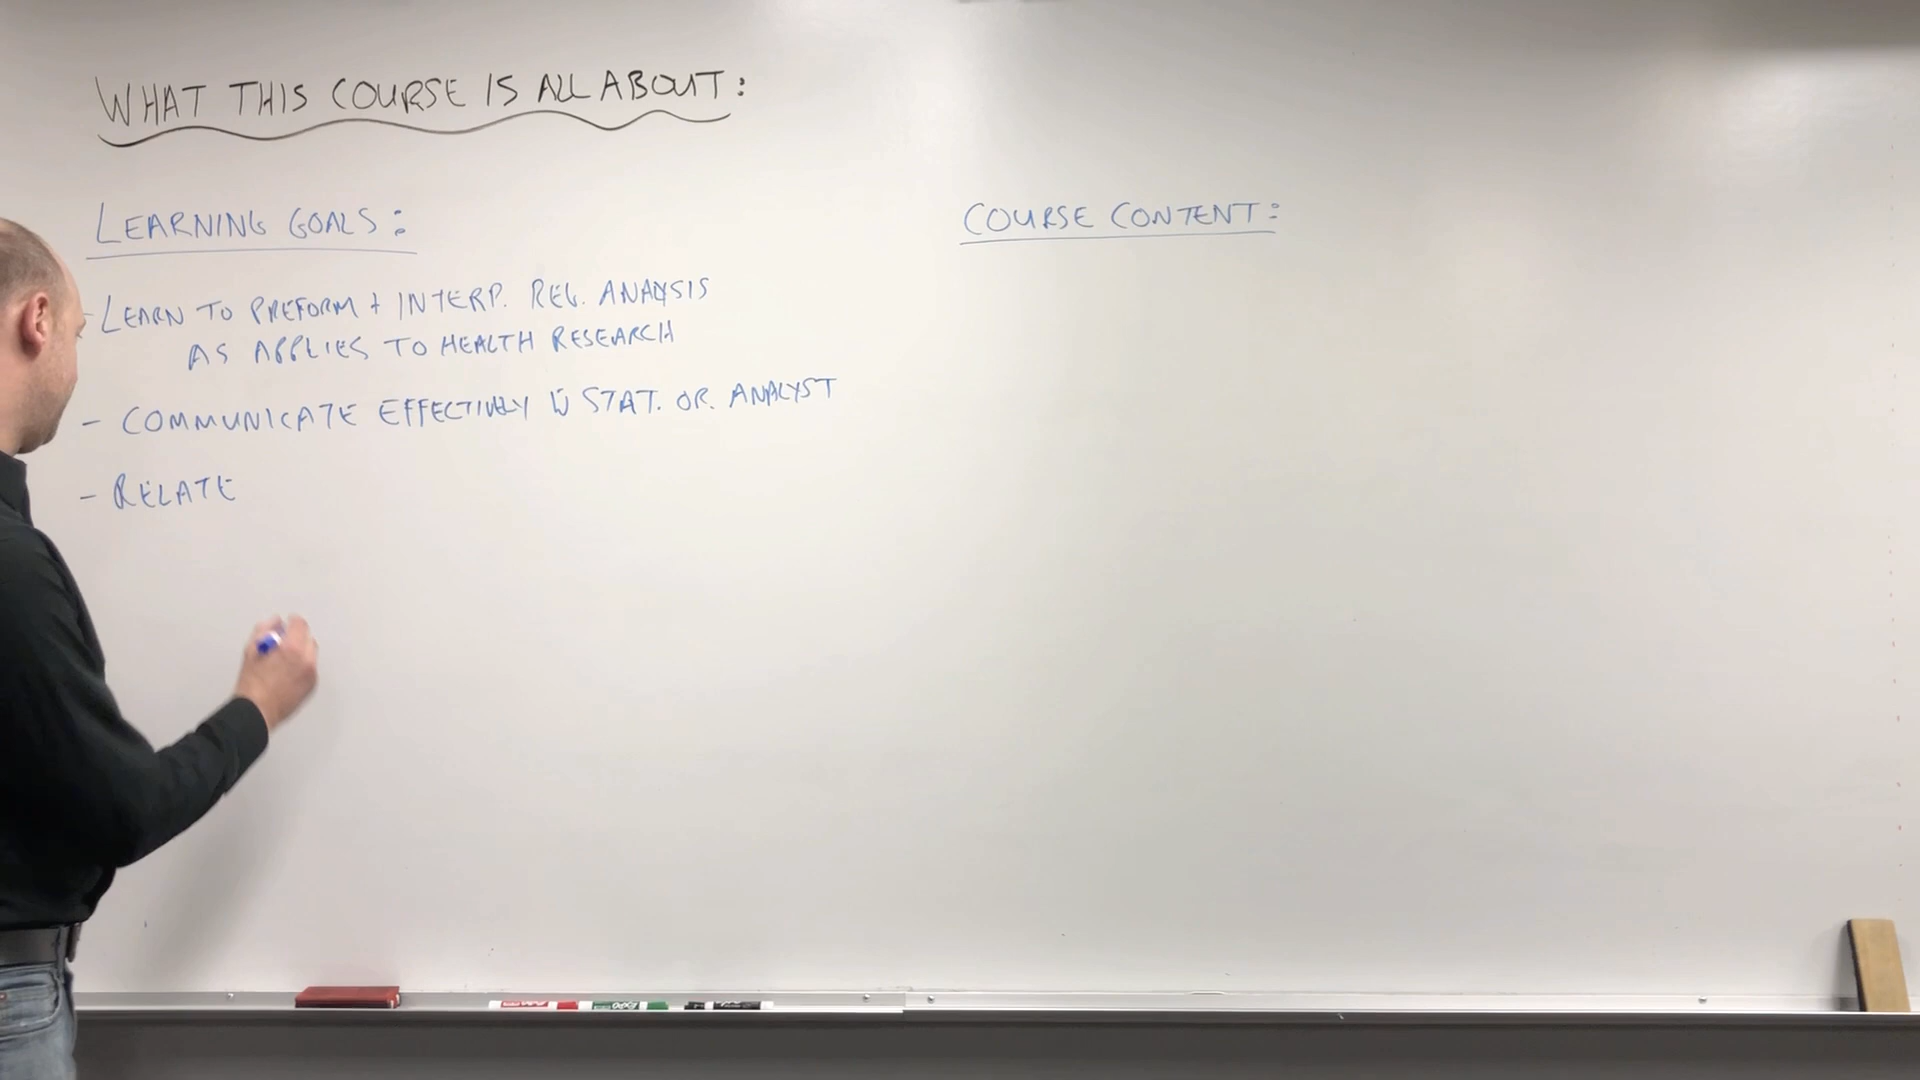 WHAT THIS COURSE IS ALL ABOUT:
LEARNING GOALS:
- LEARN TO PREFORM + INTERP. REG. ANALYSIS
AS APPLIES TO HEALTH RESEARCH
- COMMUNICATE EFFECTIVELY w̄ STAT. OR. ANALYST
- RELATE
COURSE CONTENT:
EXPO